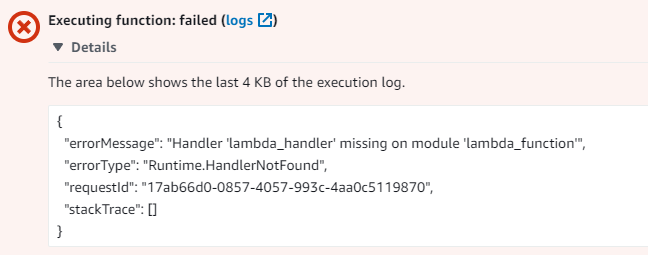 Executing function: failed (logs)
Details
The area below shows the last 4 KB of the execution log.
{
"errorMessage": "Handler 'lambda_handler' missing on module 'lambda_function'",
"errorType": "Runtime.HandlerNotFound",
"requestId": "17ab66d0-0857-4057-993c-4aa0c5119870",
"stackTrace": []
}